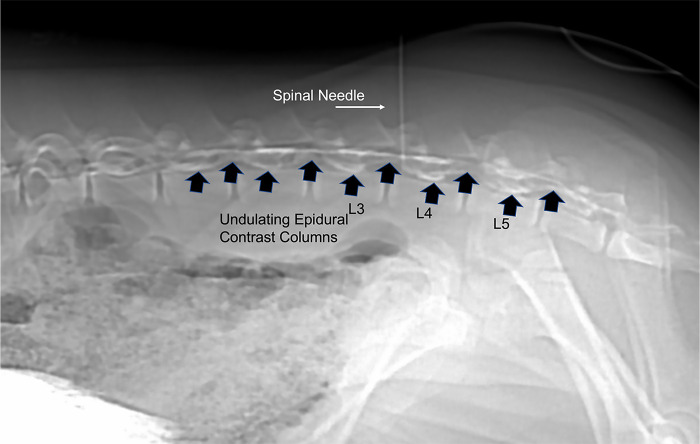 Spinal Needle
L3
L4
Undulating Epidural
Contrast Columns
L5